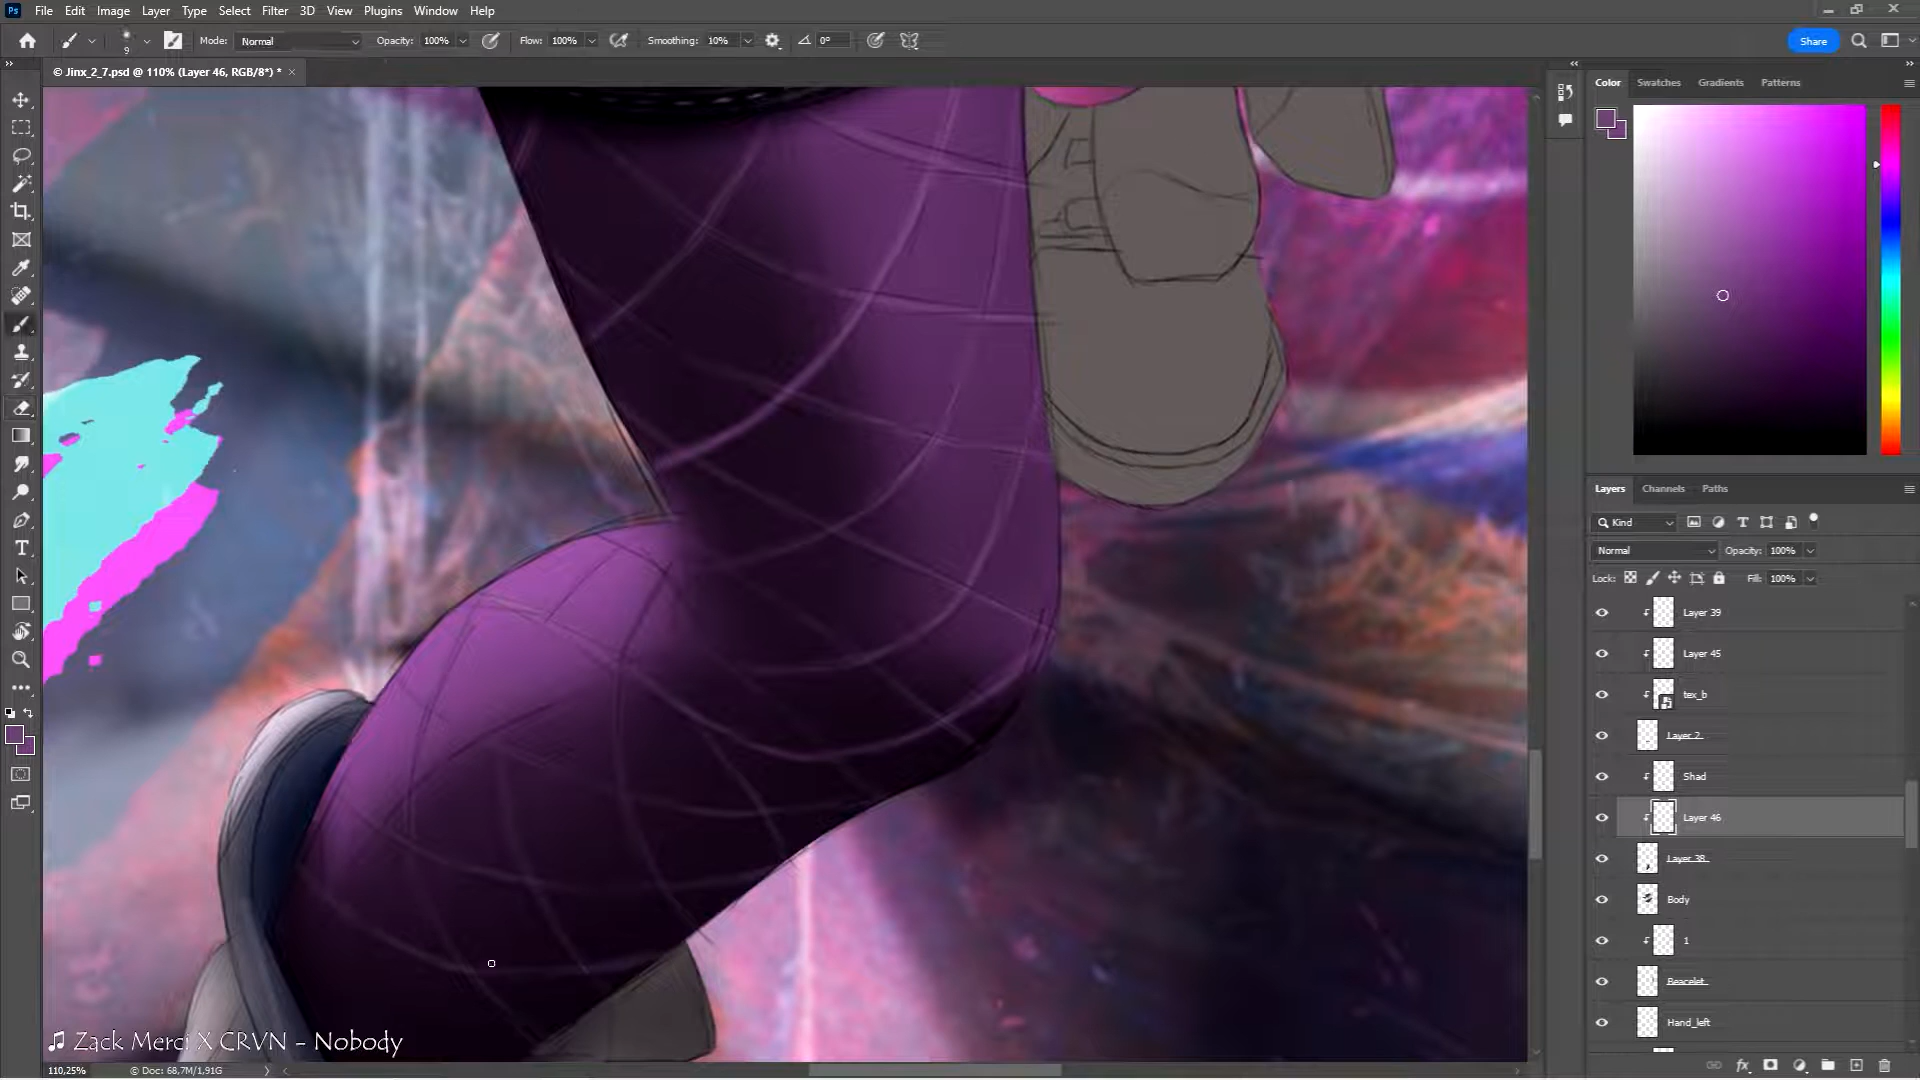 Ps File Edit Image Layer Type Select Filter 3D View Plugins Window Help
9 Mode: Normal Opacity: 100% Flow: 100% Smoothing: 10% 0° Share
© Jinx_2_7.psd @ 110% (Layer 46, RGB/8*) * ×
Color Swatches Gradients Patterns
Layers Channels Paths
Kind
Normal Opacity: 100%
Lock: Fill: 100%
Layer 39
Layer 45
tex_b
Layer 2
Shad
Layer 46
Layer 38
Body
1
Beacelet
Hand_left
♫ Zack Merci X CRVN - Nobody
110,25% © Doc: 68,7M/1,91G